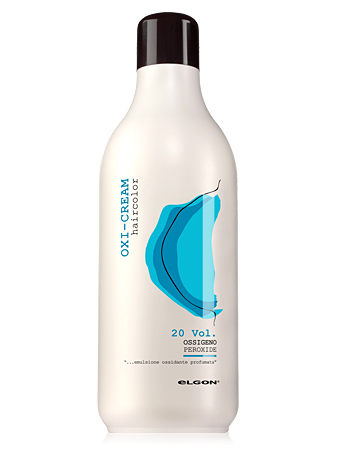 OXI-CREAM
haircolor
20 Vol.
OSSIGENO
PEROXIDE
"...emulsione ossidante profumata"
eLGON®